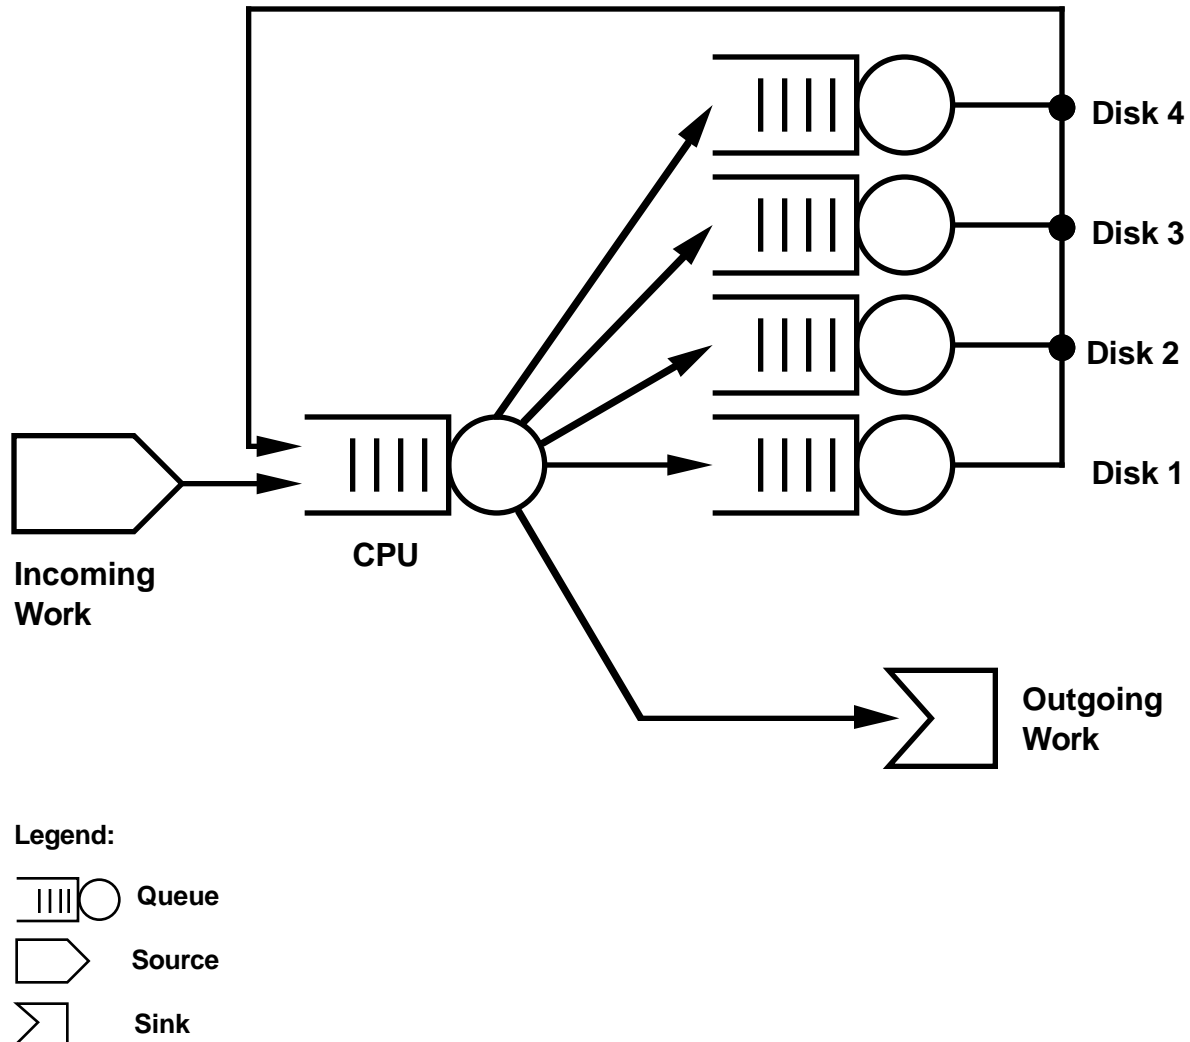 Disk 4
Disk 3
Disk 2
Disk 1
CPU
Incoming
Work
Outgoing
Work
Legend:
Queue
Source
Sink